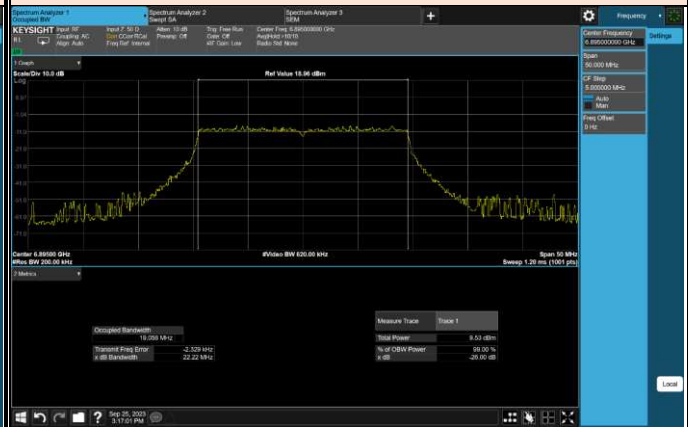 Spectrum Analyzer 1
Occupied BW
Spectrum Analyzer 2
Swept SA
Spectrum Analyzer 3
SEM
+
Frequency
KEYSIGHT
Input: RF
Coupling: AC
Align: Auto
Input Z: 50 Ω
Corr CCorr RCal
Freq Ref: Internal
Atten: 10 dB
Preamp: Off
Trig: Free Run
Gate: Off
#IF Gain: Low
Center Freq: 6.895000000 GHz
Avg|Hold:>10/10
Radio Std: None
Center Frequency
6.895000000 GHz
Settings
Span
50.000 MHz
CF Step
5.000000 MHz
Auto
Man
Freq Offset
0 Hz
1 Graph
Scale/Div 10.0 dB
Ref Value 18.96 dBm
Log
Center 6.89500 GHz
#Res BW 200.00 kHz
#Video BW 620.00 kHz
Span 50 MHz
Sweep 1.20 ms (1001 pts)
2 Metrics
Measure Trace
Trace 1
Occupied Bandwidth
Total Power
9.53 dBm
Transmit Freq Error
-2.329 kHz
% of OBW Power
99.00 %
x dB Bandwidth
22.22 MHz
x dB
-26.00 dB
Local
?
Sep 25, 2023
3:17:01 PM